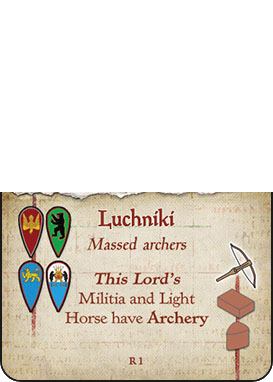 Luchniki
Massed archers
This Lord's
Militia and Light
Horse have Archery
R1